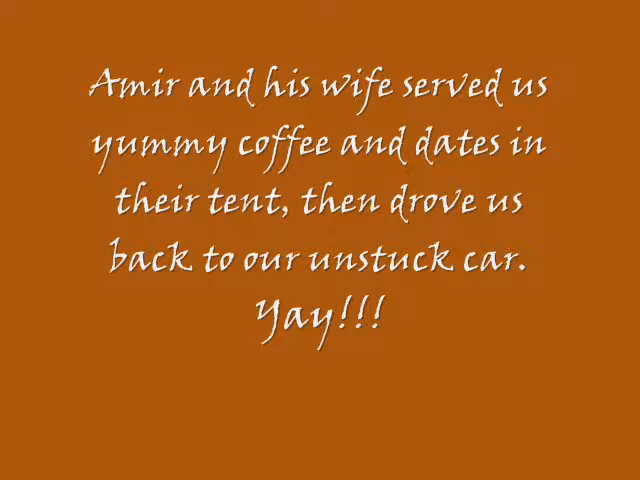 Amir and his wife served us
yummy coffee and dates in
their tent, then drove us
back to our unstuck car.
Yay!!!